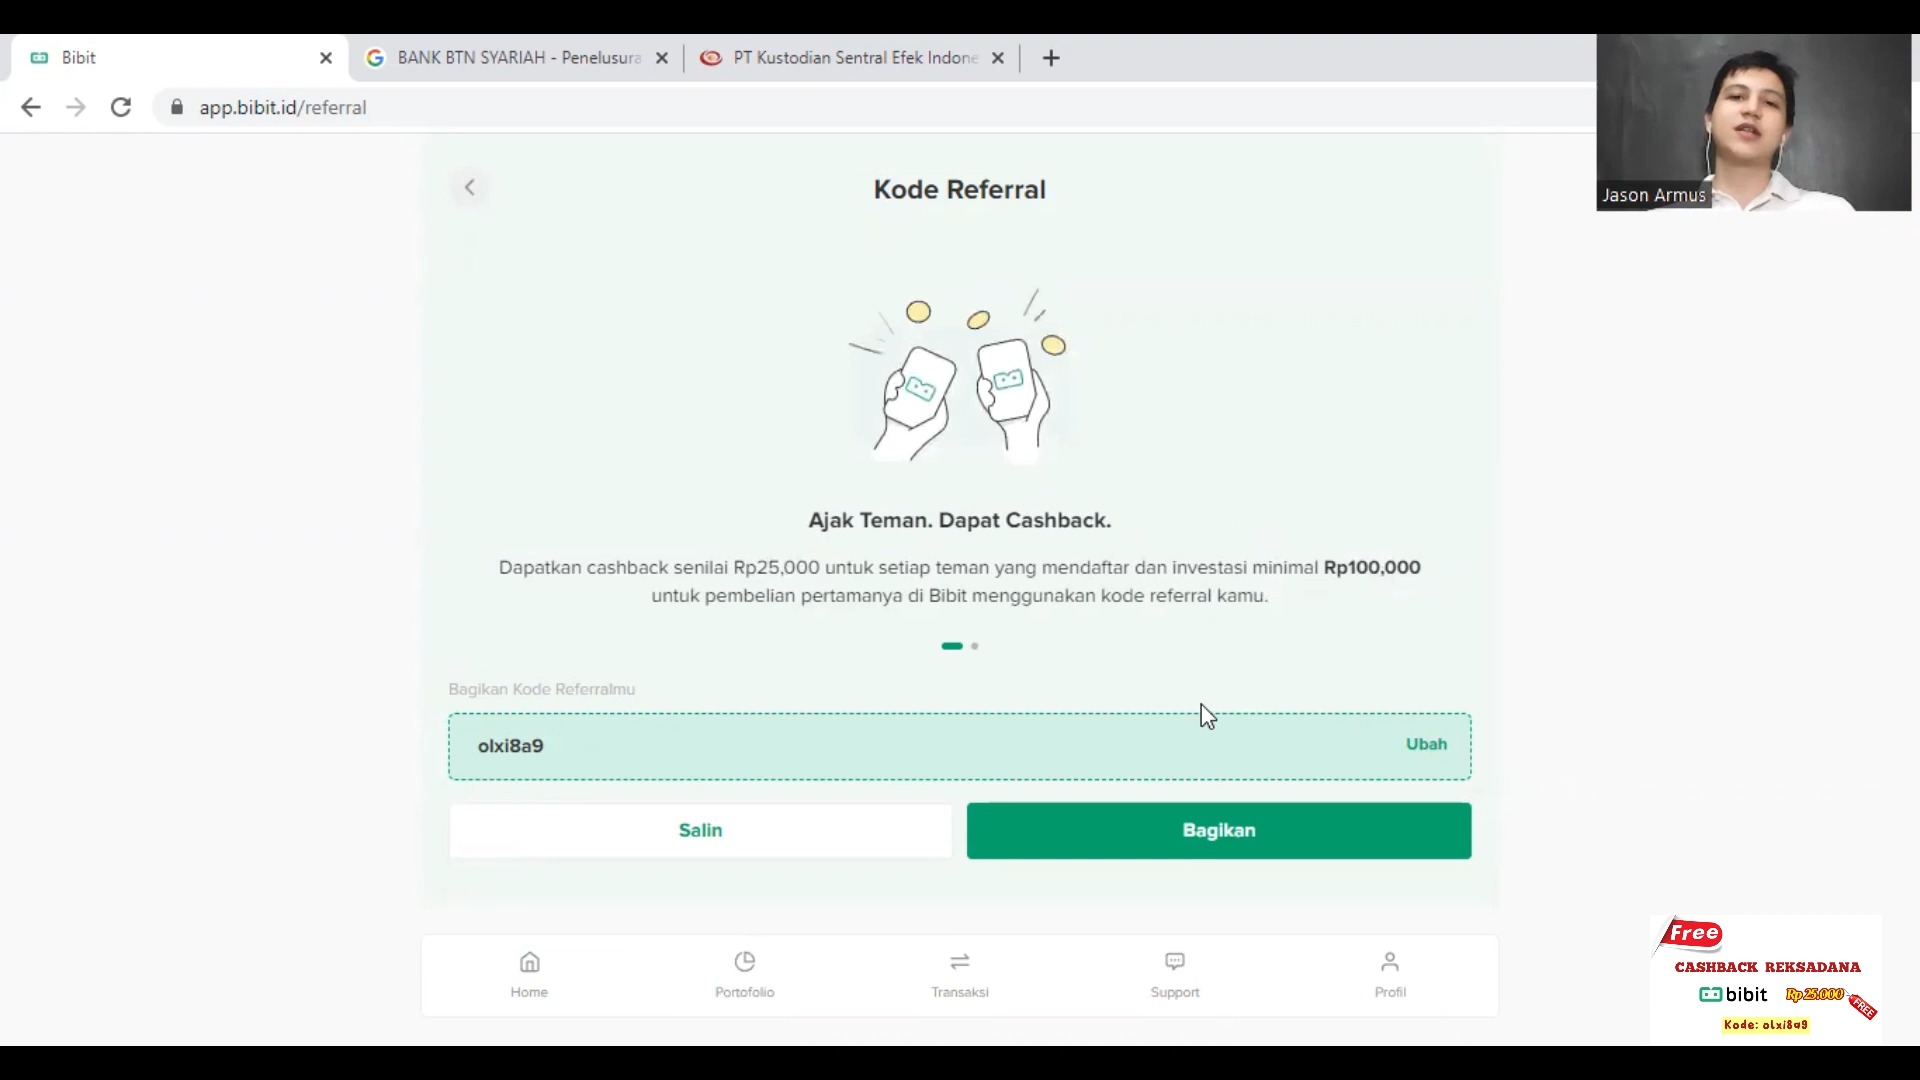 Bibit
BANK BTN SYARIAH - Penelusura
PT Kustodian Sentral Efek Indone
app.bibit.id/referral
Jason Armus
Kode Referral
Ajak Teman. Dapat Cashback.
Dapatkan cashback senilai Rp25,000 untuk setiap teman yang mendaftar dan investasi minimal Rp100,000
untuk pembelian pertamanya di Bibit menggunakan kode referral kamu.
Bagikan Kode Referralmu
olxi8a9
Ubah
Salin
Bagikan
Home
Portofolio
Transaksi
Support
Profil
Free
CASHBACK REKSADANA
bibit Rp 25.000
FREE
Kode: olxi8a9